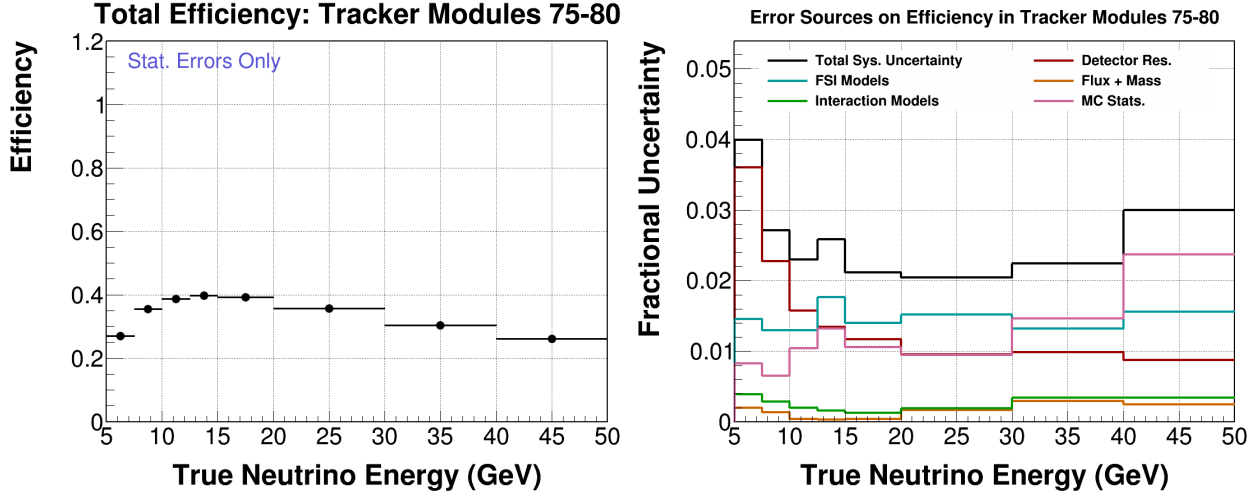 Total Efficiency: Tracker Modules 75-80
Efficiency
Stat. Errors Only
1.2
1
0.8
0.6
0.4
0.2
0
5 10 15 20 25 30 35 40 45 50
True Neutrino Energy (GeV)
Error Sources on Efficiency in Tracker Modules 75-80
Fractional Uncertainty
Total Sys. Uncertainty
FSI Models
Interaction Models
Detector Res.
Flux + Mass
MC Stats.
0.05
0.04
0.03
0.02
0.01
0
5 10 15 20 25 30 35 40 45 50
True Neutrino Energy (GeV)